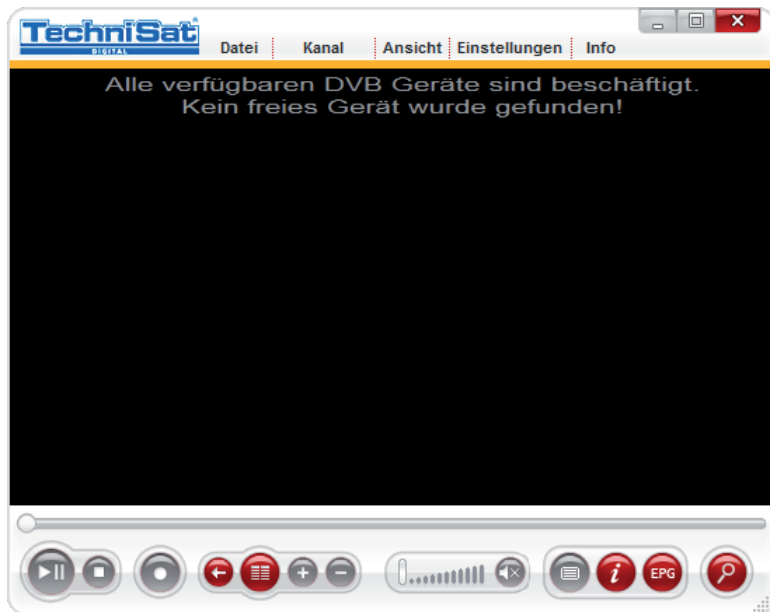 TechniSat
DIGITAL
Datei Kanal Ansicht Einstellungen Info
Alle verfügbaren DVB Geräte sind beschäftigt.
Kein freies Gerät wurde gefunden!
i EPG